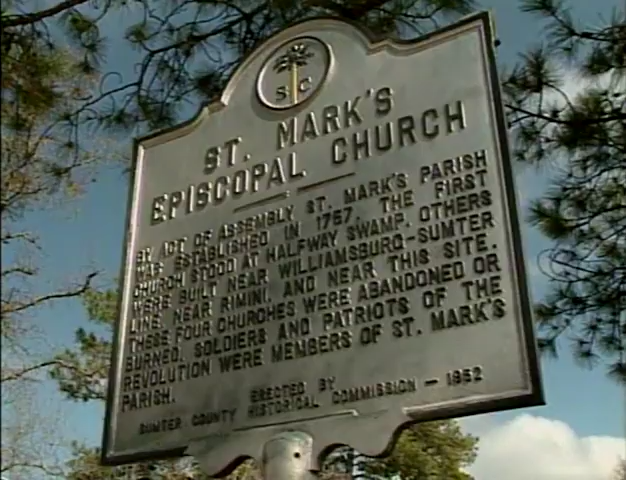 S C
ST. MARK'S
EPISCOPAL CHURCH
BY ACT OF ASSEMBLY ST. MARK'S PARISH
WAS ESTABLISHED IN 1757. THE FIRST
CHURCH STOOD AT HALFWAY SWAMP. OTHERS
WERE BUILT NEAR WILLIAMSBURG-SUMTER
LINE, NEAR RIMINI, AND NEAR THIS SITE.
THESE FOUR CHURCHES WERE ABANDONED OR
BURNED. SOLDIERS AND PATRIOTS OF THE
REVOLUTION WERE MEMBERS OF ST. MARK'S
PARISH.
ERECTED BY
SUMTER COUNTY HISTORICAL COMMISSION — 1952